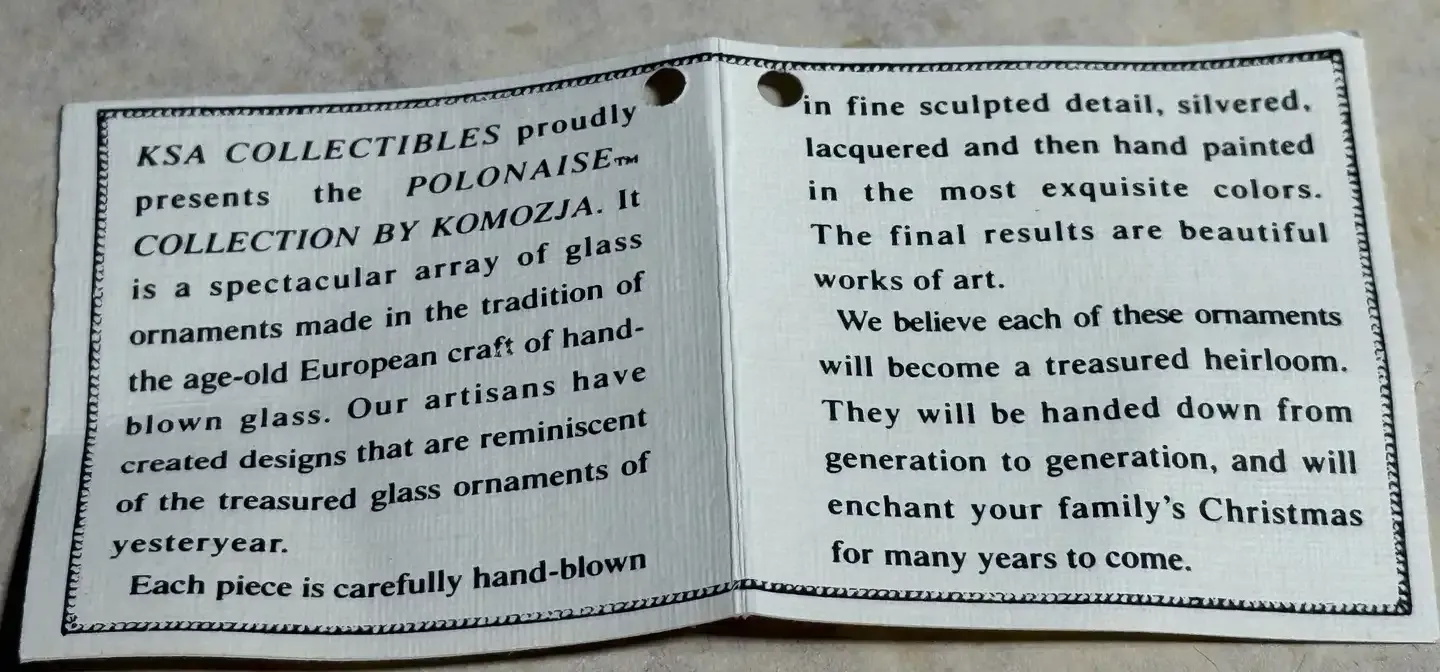 KSA COLLECTIBLES proudly
presents the POLONAISE™
COLLECTION BY KOMOZJA. It
is a spectacular array of glass
ornaments made in the tradition of
the age-old European craft of hand-
blown glass. Our artisans have
created designs that are reminiscent
of the treasured glass ornaments of
yesteryear.
Each piece is carefully hand-blown
in fine sculpted detail, silvered,
lacquered and then hand painted
in the most exquisite colors.
The final results are beautiful
works of art.
We believe each of these ornaments
will become a treasured heirloom.
They will be handed down from
generation to generation, and will
enchant your family's Christmas
for many years to come.